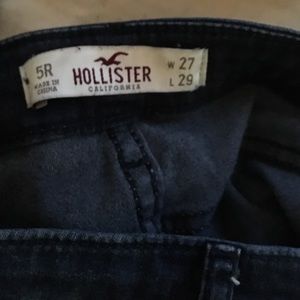 5R
MADE IN
CHINA
HOLLISTER
CALIFORNIA
W 27
L 29